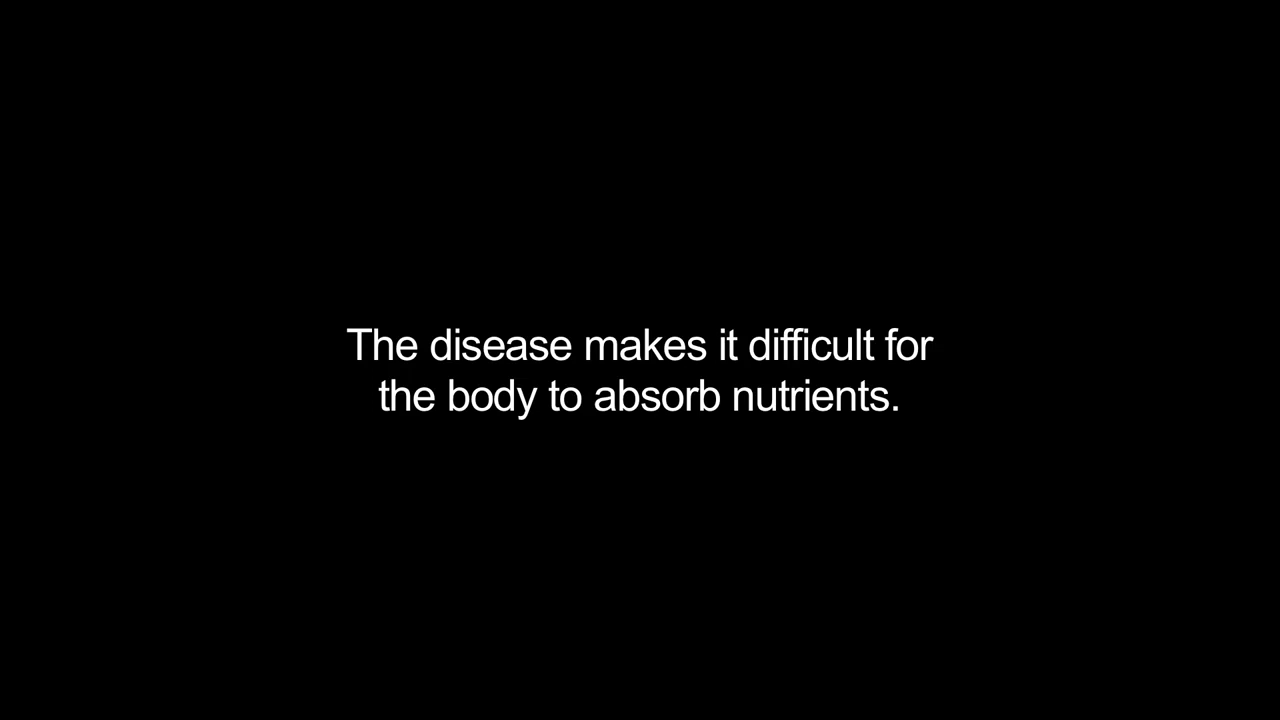 The disease makes it difficult for
the body to absorb nutrients.